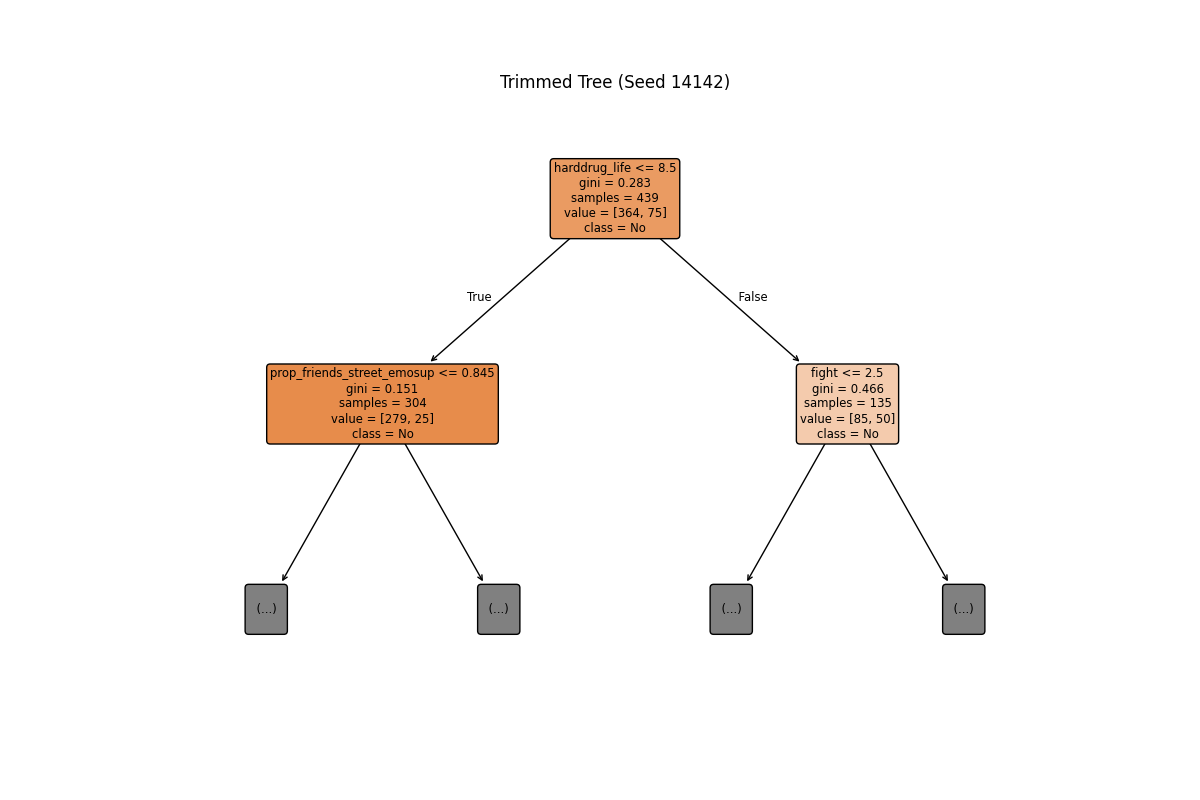 Trimmed Tree (Seed 14142)
harddrug_life <= 8.5
gini = 0.283
samples = 439
value = [364, 75]
class = No
True
False
prop_friends_street_emosup <= 0.845
gini = 0.151
samples = 304
value = [279, 25]
class = No
fight <= 2.5
gini = 0.466
samples = 135
value = [85, 50]
class = No
(...)
(...)
(...)
(...)